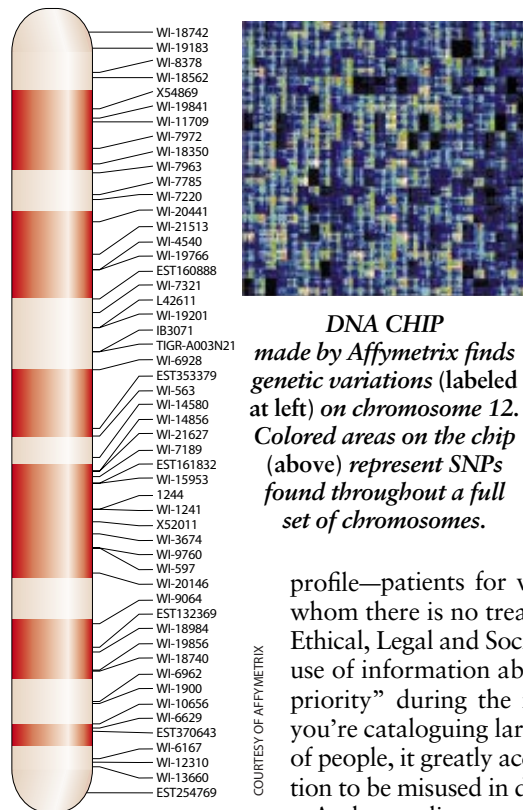 WI-18742
WI-19183
WI-8378
WI-18562
X54869
WI-19841
WI-11709
WI-7972
WI-18350
WI-7963
WI-7785
WI-7220
WI-20441
WI-21513
WI-4540
WI-19766
EST160888
WI-7321
L42611
WI-19201
IB3071
TIGR-A003N21
WI-6928
EST353379
WI-563
WI-14580
WI-14856
WI-21627
WI-7189
EST161832
WI-15953
1244
WI-1241
X52011
WI-3674
WI-9760
WI-597
WI-20146
WI-9064
EST132369
WI-18984
WI-19856
WI-18740
WI-6962
WI-1900
WI-10656
WI-6629
EST370643
WI-6167
WI-12310
WI-13660
EST254769
DNA CHIP
made by Affymetrix finds
genetic variations (labeled
at left) on chromosome 12.
Colored areas on the chip
(above) represent SNPs
found throughout a full
set of chromosomes.
COURTESY OF AFFYMETRIX
profile—patients for
whom there is no
Ethical, Legal and
use of information
priority” during the
you're cataloguing
of people, it greatly
tion to be misused in